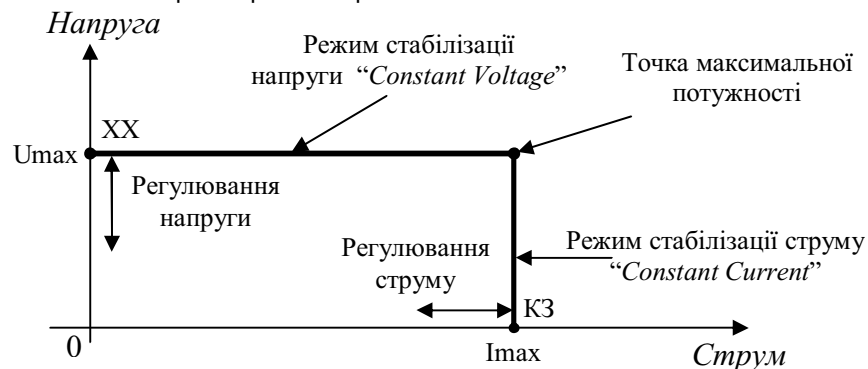 Напруга
Режим стабілізації
напруги “Constant Voltage”
Точка максимальної
потужності
XX
Umax
Регулювання
напруги
Регулювання
струму
Режим стабілізації струму
“Constant Current”
КЗ
0
Imax
Струм